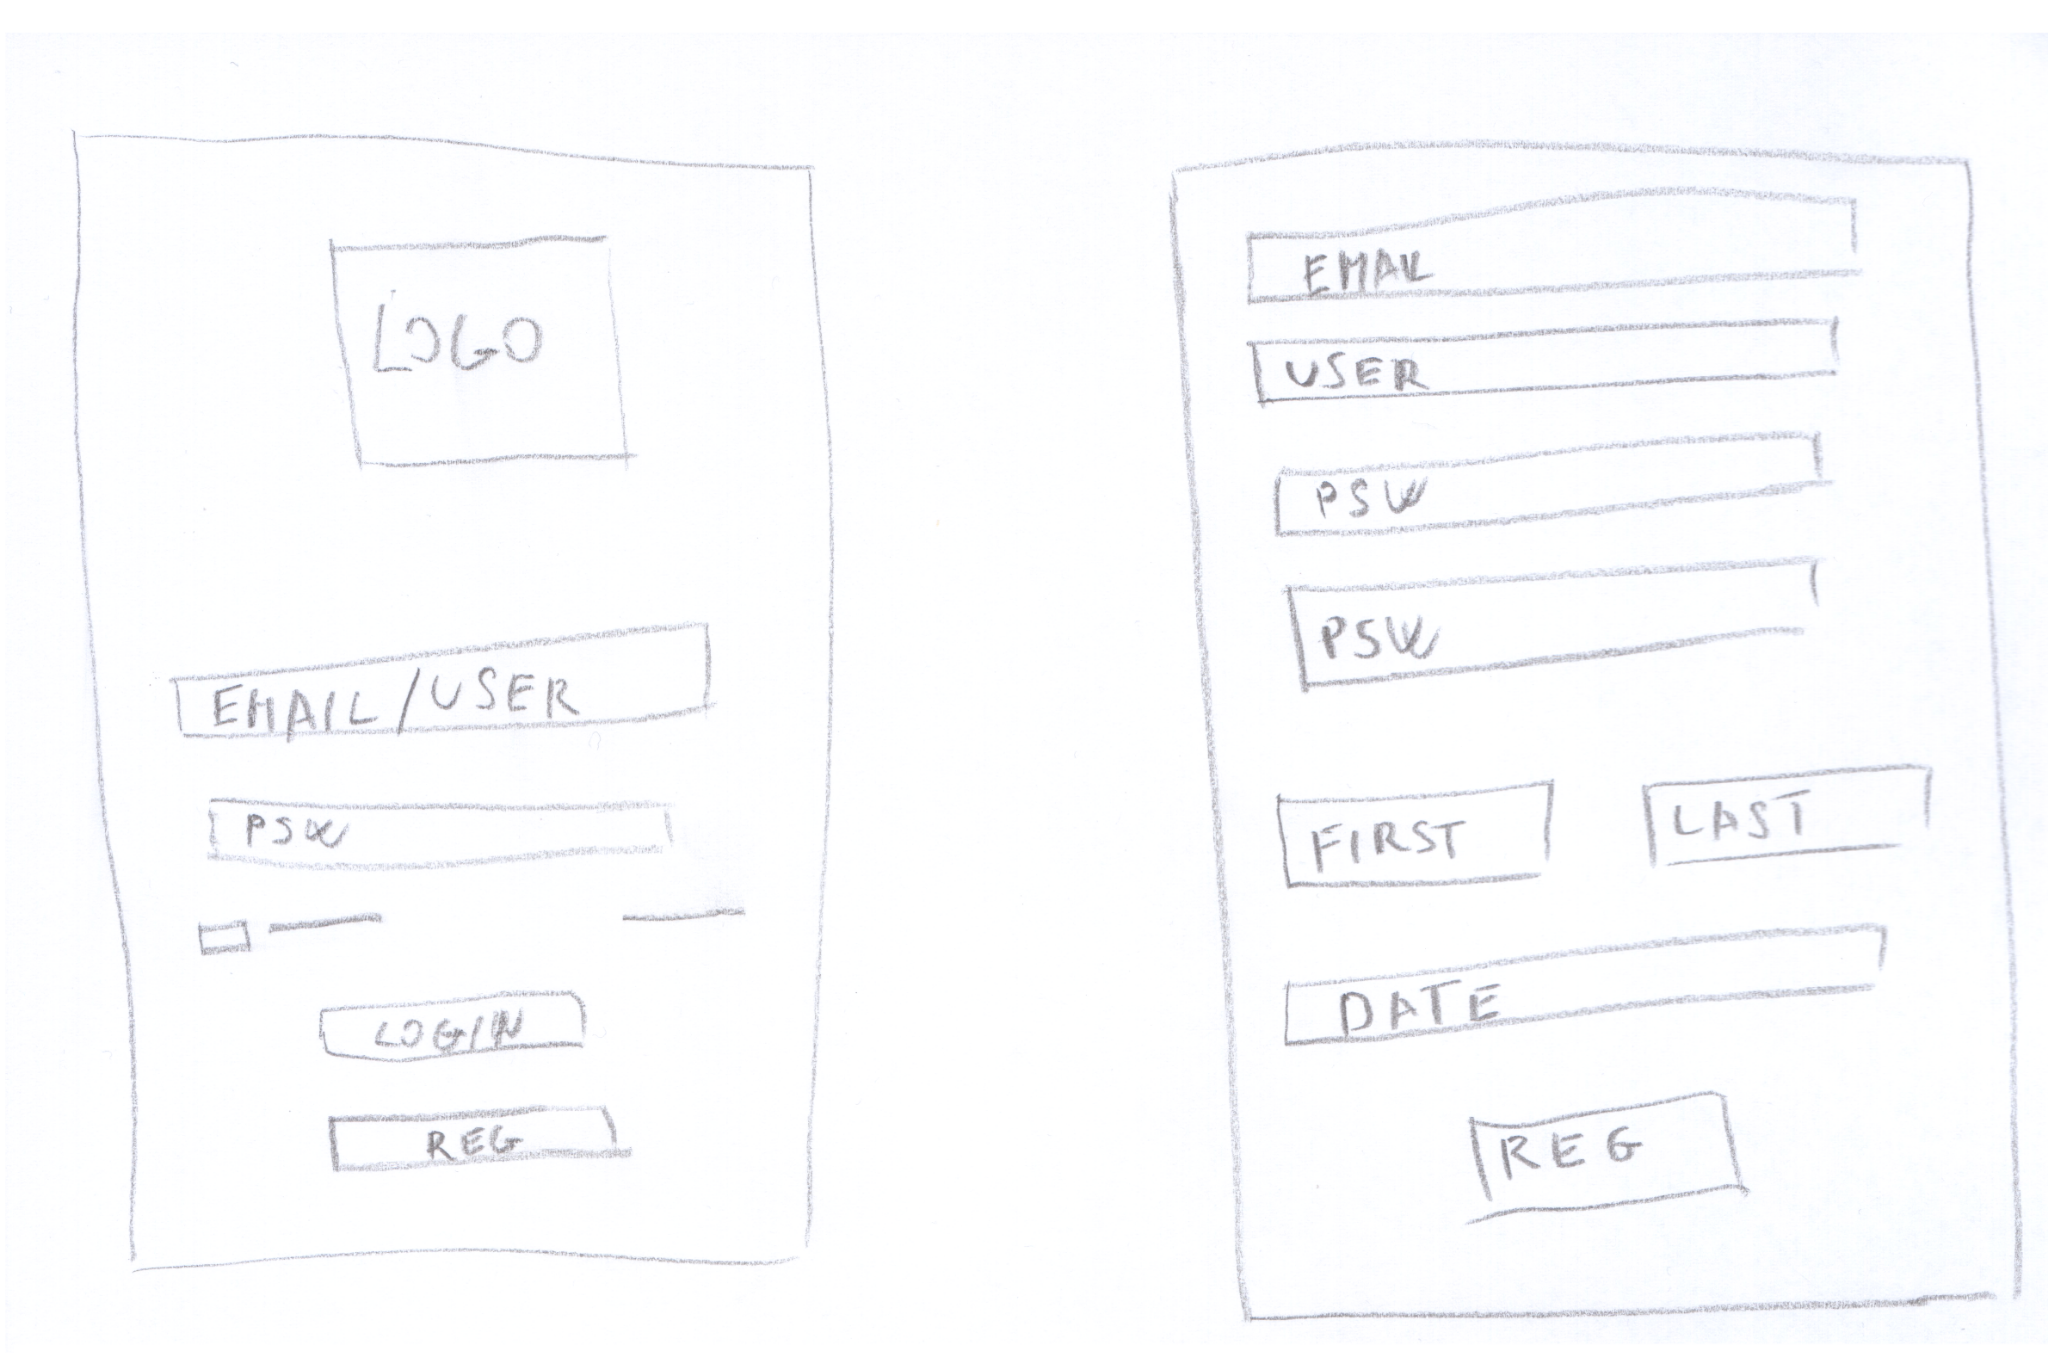 LOGO
EMAIL/USER
PSW
LOGIN
REG
EMAIL
USER
PSW
PSW
FIRST LAST
DATE
REG